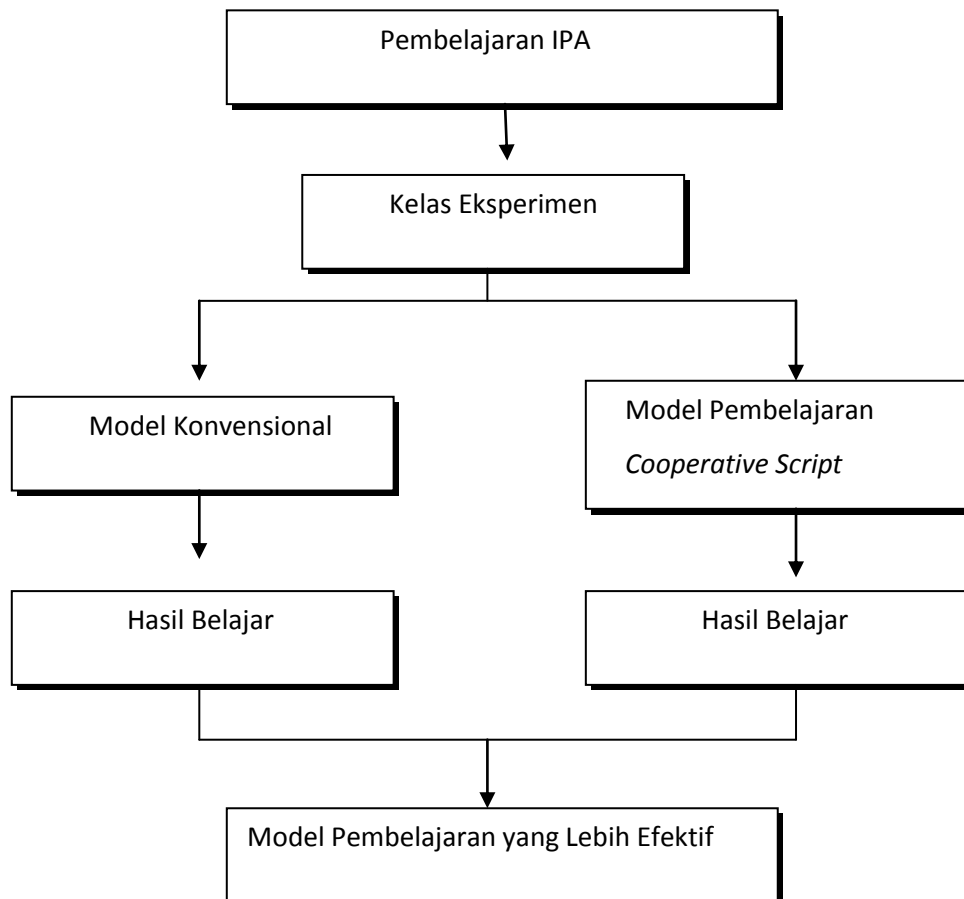 Pembelajaran IPA
Kelas Eksperimen
Model Konvensional
Model Pembelajaran
Cooperative Script
Hasil Belajar
Hasil Belajar
Model Pembelajaran yang Lebih Efektif